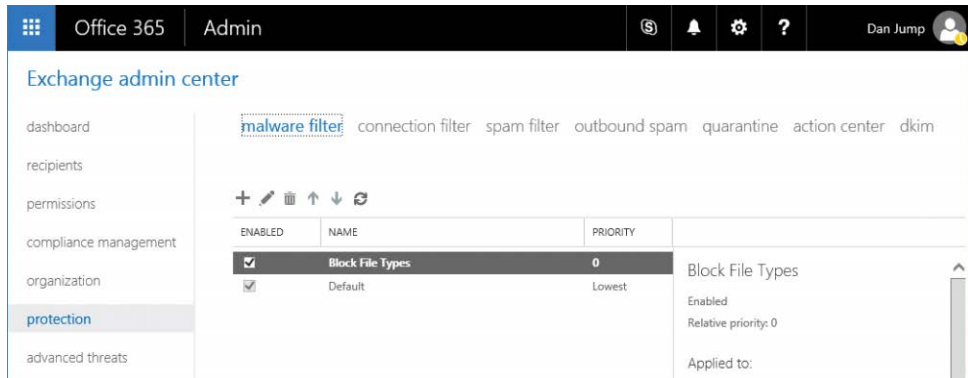 Office 365 Admin ? Dan Jump
Exchange admin center
dashboard
malware filter connection filter spam filter outbound spam quarantine action center dkim
recipients
permissions
compliance management
organization
protection
advanced threats
ENABLED NAME PRIORITY
Block File Types 0
Default Lowest
Block File Types
Enabled
Relative priority: 0
Applied to: